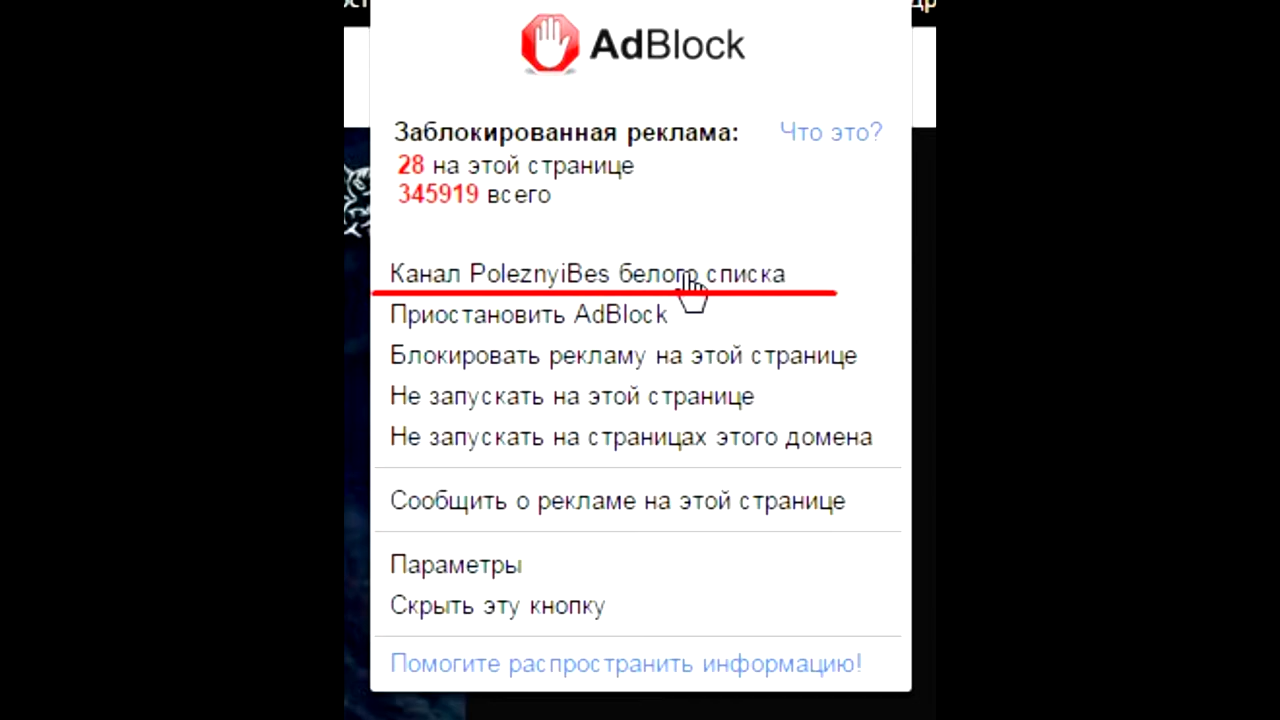 AdBlock
Заблокированная реклама: Что это?
28 на этой странице
345919 всего
Канал PoleznyiBes белого списка
Приостановить AdBlock
Блокировать рекламу на этой странице
Не запускать на этой странице
Не запускать на страницах этого домена
Сообщить о рекламе на этой странице
Параметры
Скрыть эту кнопку
Помогите распространить информацию!